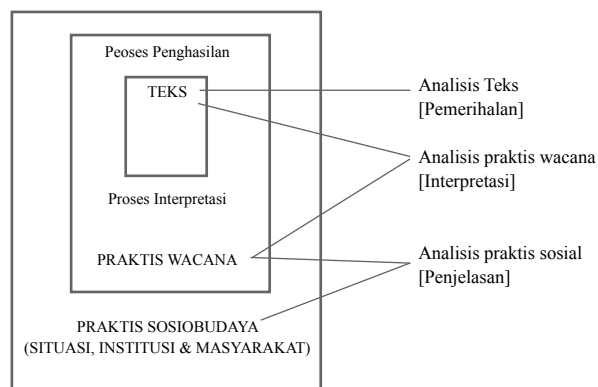 Peoses Penghasilan
TEKS
Proses Interpretasi
PRAKTIS WACANA
PRAKTIS SOSIOBUDAYA
(SITUASI, INSTITUSI & MASYARAKAT)
Analisis Teks
[Pemerihalan]
Analisis praktis wacana
[Interpretasi]
Analisis praktis sosial
[Penjelasan]